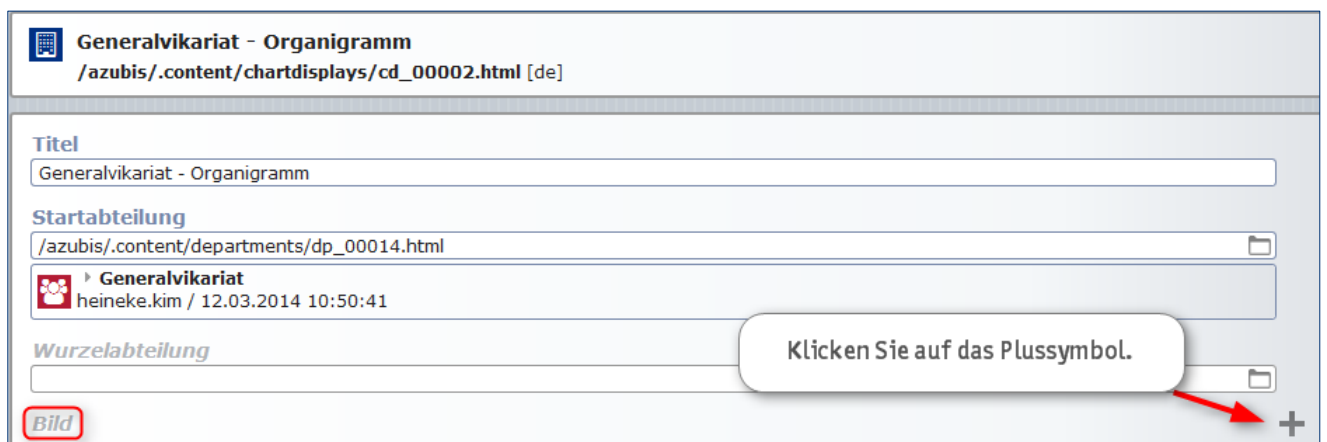 Generalvikariat - Organigramm
/azubis/.content/chartdisplays/cd_00002.html [de]
Titel
Generalvikariat - Organigramm
Startabteilung
/azubis/.content/departments/dp_00014.html
Generalvikariat
heineke.kim / 12.03.2014 10:50:41
Wurzelabteilung
Klicken Sie auf das Plussymbol.
Bild